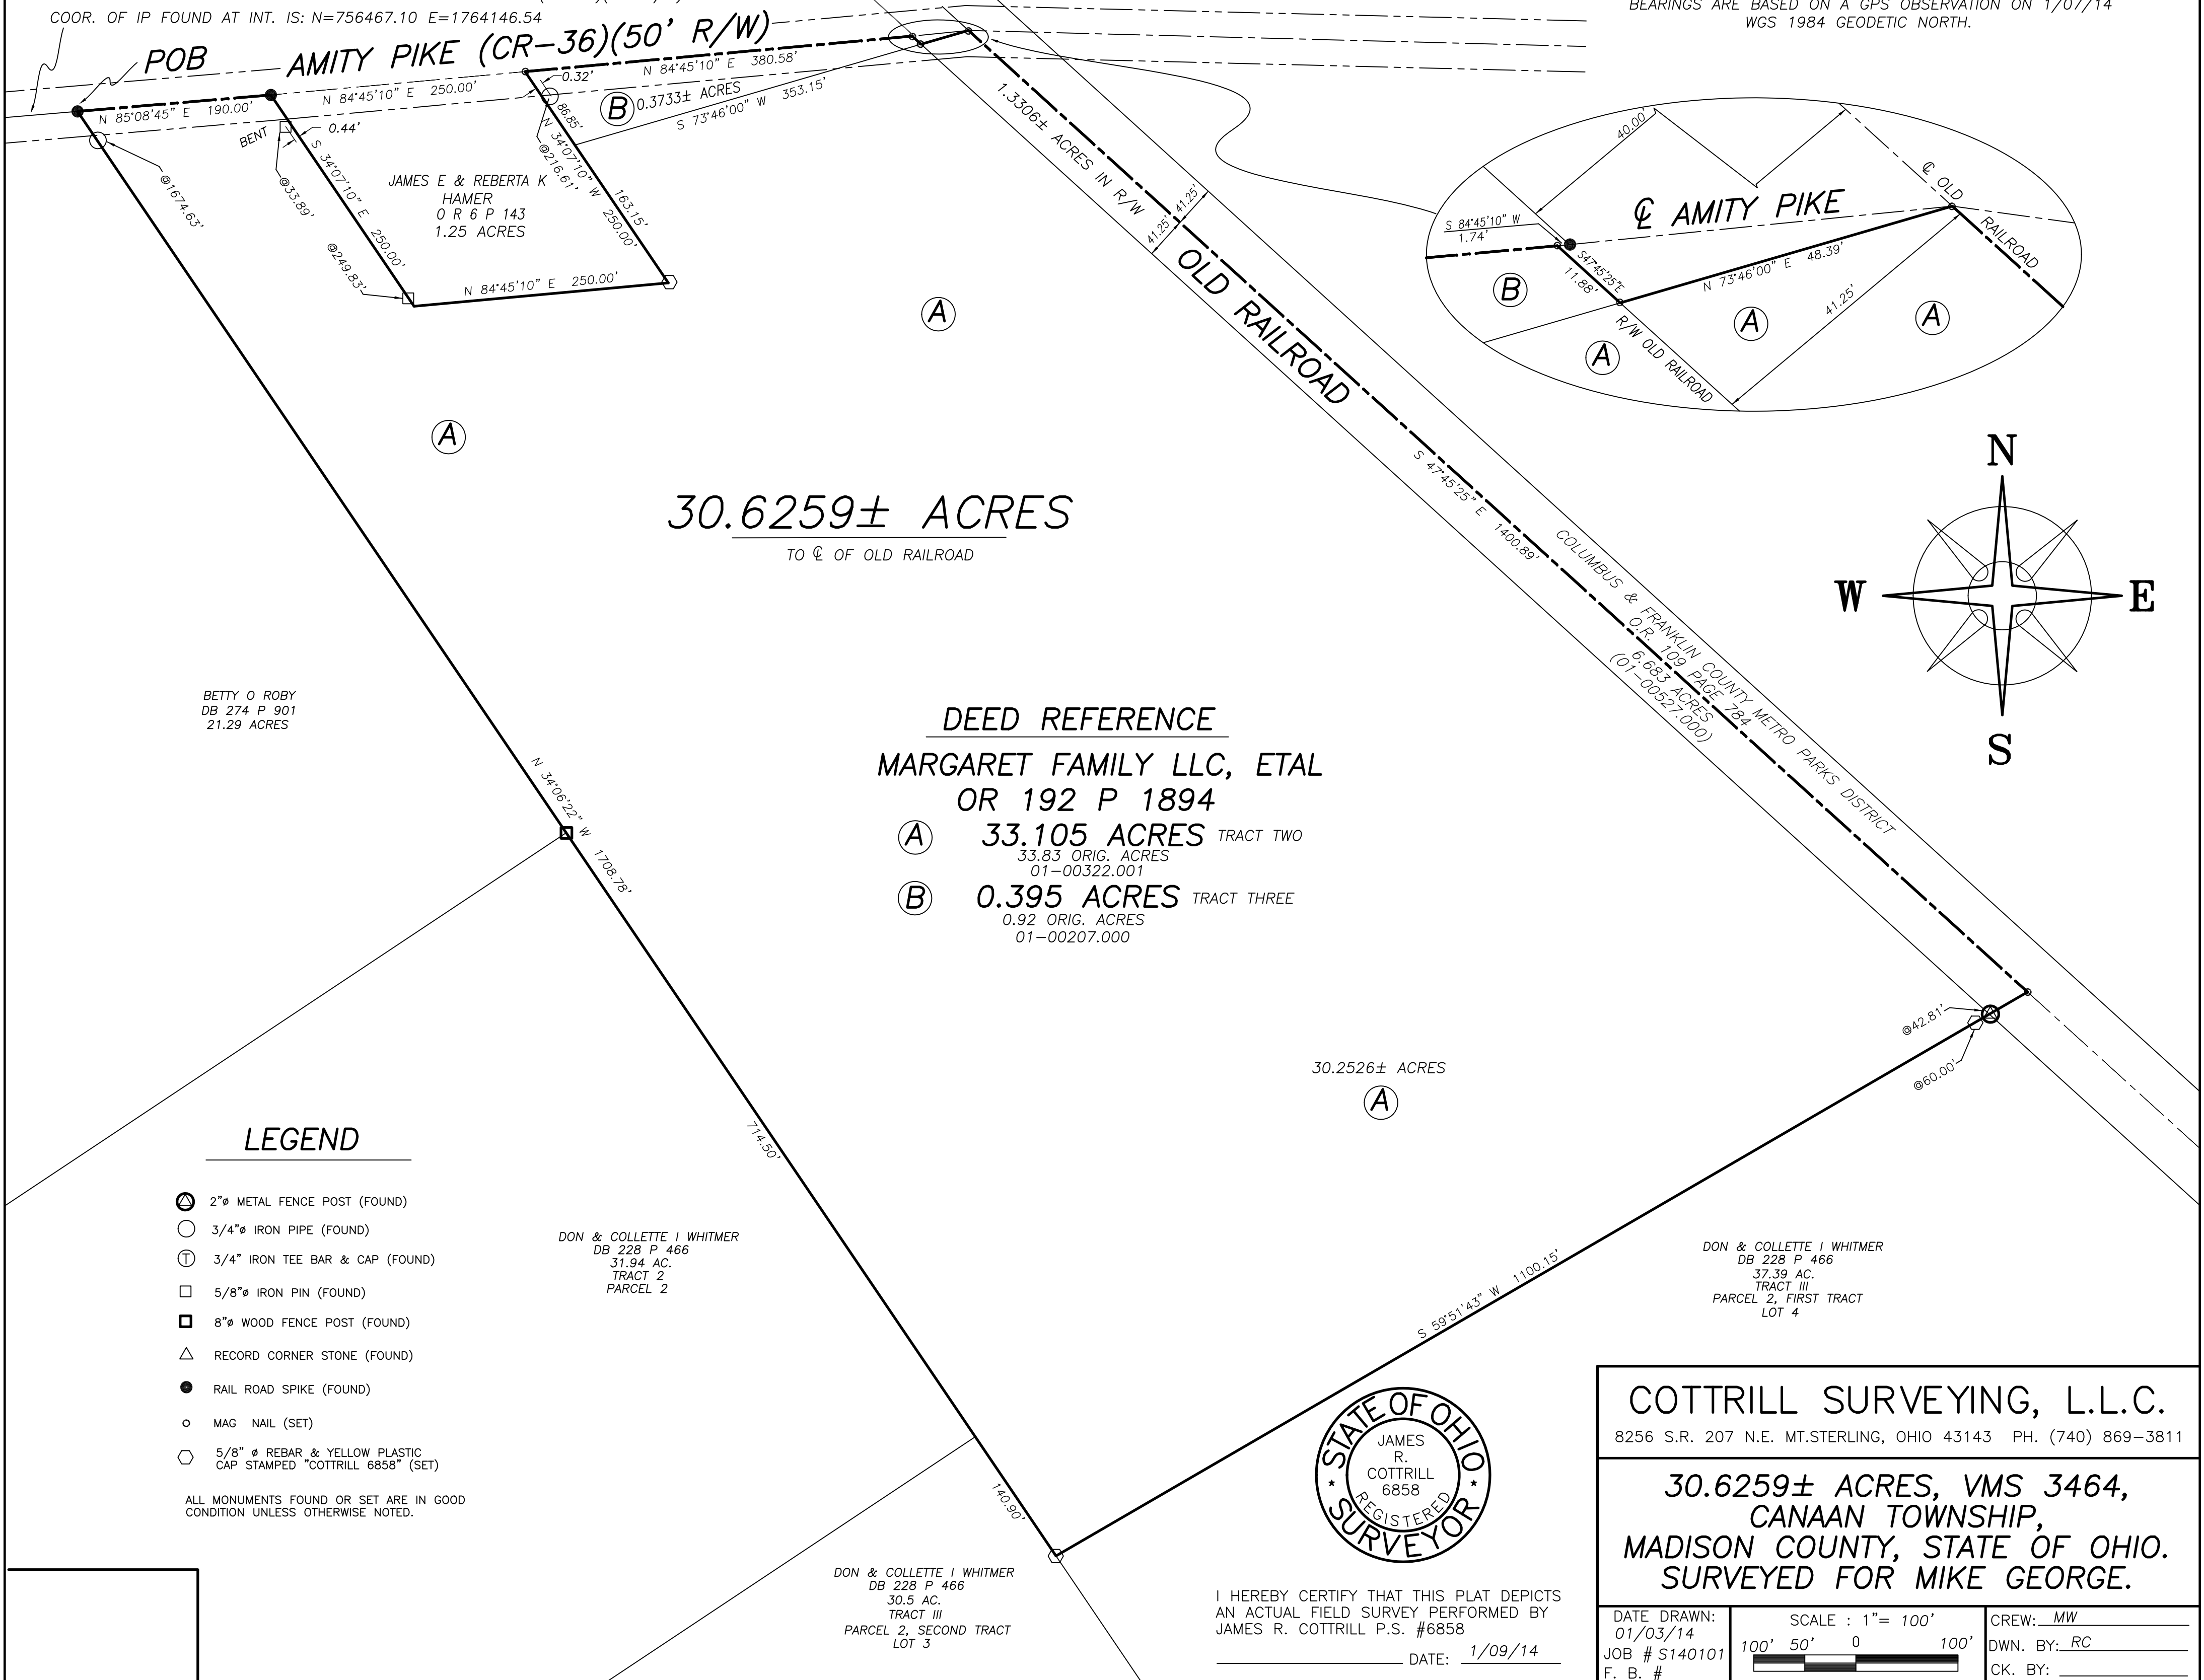 COOR. OF IP FOUND AT INT. IS: N=756467.10 E=1764146.54
BEARINGS ARE BASED ON A GPS OBSERVATION ON 1/07/14
WGS 1984 GEODETIC NORTH.
POB
AMITY PIKE (CR-36)(50' R/W)
N 85°08'45" E 190.00'
N 84°45'10" E 250.00'
N 84°45'10" E 380.58'
0.32'
B
0.3733± ACRES
S 73°46'00" W 353.15'
86.85'
N 34°07'10" W 250.00'
@216.61'
163.15'
BENT
0.44'
@1674.63'
@33.89'
S 34°07'10" E 250.00'
@249.83'
JAMES E & REBERTA K
HAMER
O R 6 P 143
1.25 ACRES
N 84°45'10" E 250.00'
1.3306± ACRES IN R/W
41.25'
41.25'
OLD RAILROAD
40.00'
℄ OLD
RAILROAD
℄ AMITY PIKE
S 84°45'10" W
1.74'
S47°45'25"E
11.88'
N 73°46'00" E 48.39'
41.25'
B
A
A
A
R/W OLD RAILROAD
A
A
30.6259± ACRES
TO ℄ OF OLD RAILROAD
S 47°45'25" E 1400.89'
COLUMBUS & FRANKLIN COUNTY METRO PARKS DISTRICT
O.R. 109 PAGE 784
6.683 ACRES
(01-00527.000)
N
W
E
S
BETTY O ROBY
DB 274 P 901
21.29 ACRES
N 34°06'22" W 1708.78'
DEED REFERENCE
MARGARET FAMILY LLC, ETAL
OR 192 P 1894
A 33.105 ACRES TRACT TWO
33.83 ORIG. ACRES
01-00322.001
B 0.395 ACRES TRACT THREE
0.92 ORIG. ACRES
01-00207.000
@42.81'
@60.00'
30.2526± ACRES
A
714.50'
LEGEND
2"ø METAL FENCE POST (FOUND)
3/4"ø IRON PIPE (FOUND)
T 3/4" IRON TEE BAR & CAP (FOUND)
5/8"ø IRON PIN (FOUND)
8"ø WOOD FENCE POST (FOUND)
RECORD CORNER STONE (FOUND)
RAIL ROAD SPIKE (FOUND)
MAG NAIL (SET)
5/8" ø REBAR & YELLOW PLASTIC
CAP STAMPED "COTTRILL 6858" (SET)
ALL MONUMENTS FOUND OR SET ARE IN GOOD
CONDITION UNLESS OTHERWISE NOTED.
DON & COLLETTE I WHITMER
DB 228 P 466
31.94 AC.
TRACT 2
PARCEL 2
S 59°51'43" W 1100.15'
DON & COLLETTE I WHITMER
DB 228 P 466
37.39 AC.
TRACT III
PARCEL 2, FIRST TRACT
LOT 4
140.90'
DON & COLLETTE I WHITMER
DB 228 P 466
30.5 AC.
TRACT III
PARCEL 2, SECOND TRACT
LOT 3
STATE OF OHIO
JAMES
R.
COTTRILL
6858
REGISTERED
SURVEYOR
I HEREBY CERTIFY THAT THIS PLAT DEPICTS
AN ACTUAL FIELD SURVEY PERFORMED BY
JAMES R. COTTRILL P.S. #6858
DATE: 1/09/14
COTTRILL SURVEYING, L.L.C.
8256 S.R. 207 N.E. MT.STERLING, OHIO 43143 PH. (740) 869-3811
30.6259± ACRES, VMS 3464,
CANAAN TOWNSHIP,
MADISON COUNTY, STATE OF OHIO.
SURVEYED FOR MIKE GEORGE.
DATE DRAWN:
01/03/14
JOB # S140101
F. B. #
SCALE : 1"= 100'
100' 50' 0 100'
CREW: MW
DWN. BY: RC
CK. BY: